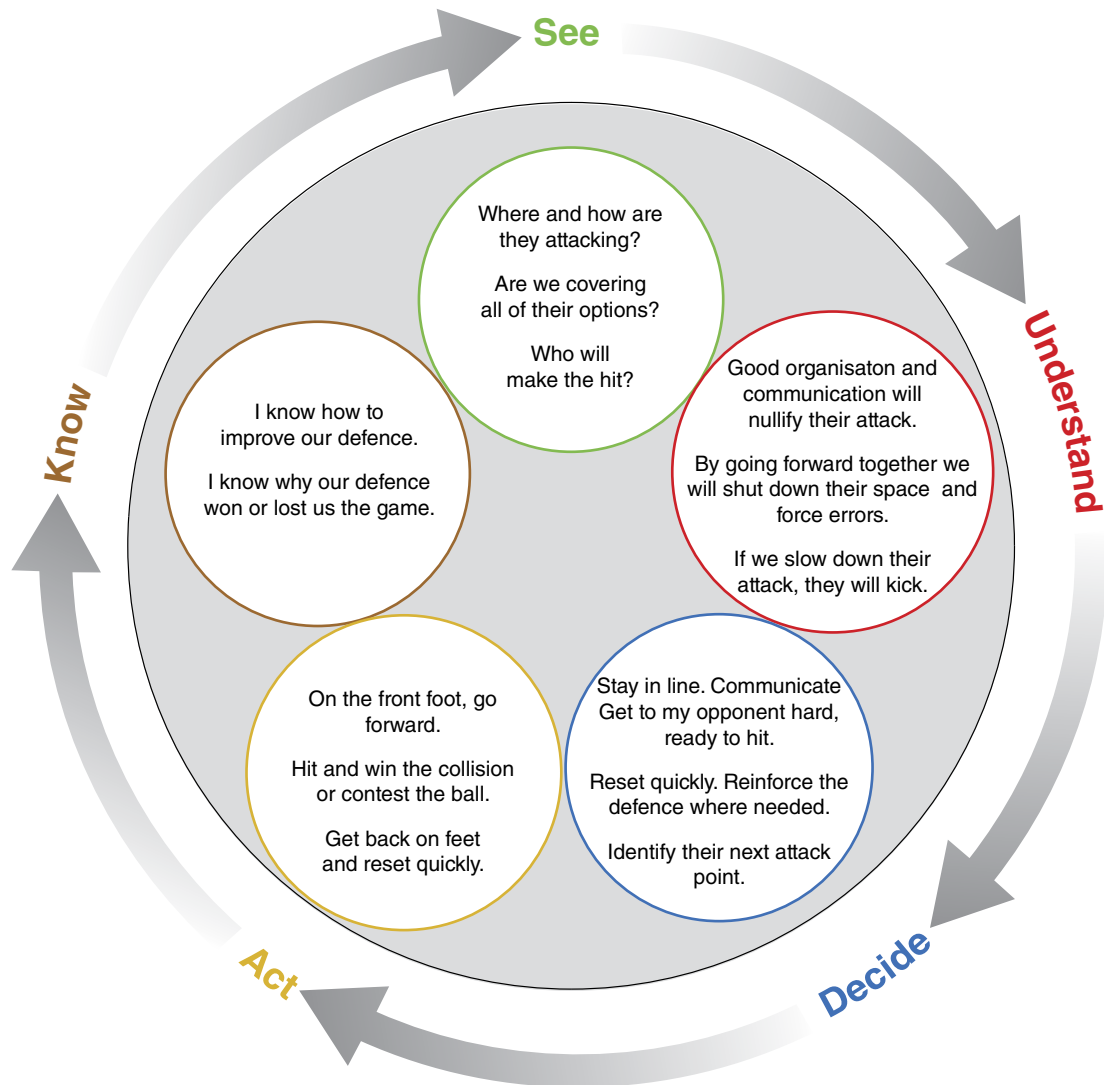 See
Where and how are
they attacking?
Are we covering
all of their options?
Who will
make the hit?
Understand
Good organisaton and
communication will
nullify their attack.
By going forward together we
will shut down their space and
force errors.
If we slow down their
attack, they will kick.
Decide
Stay in line. Communicate
Get to my opponent hard,
ready to hit.
Reset quickly. Reinforce the
defence where needed.
Identify their next attack
point.
Act
On the front foot, go
forward.
Hit and win the collision
or contest the ball.
Get back on feet
and reset quickly.
Know
I know how to
improve our defence.
I know why our defence
won or lost us the game.